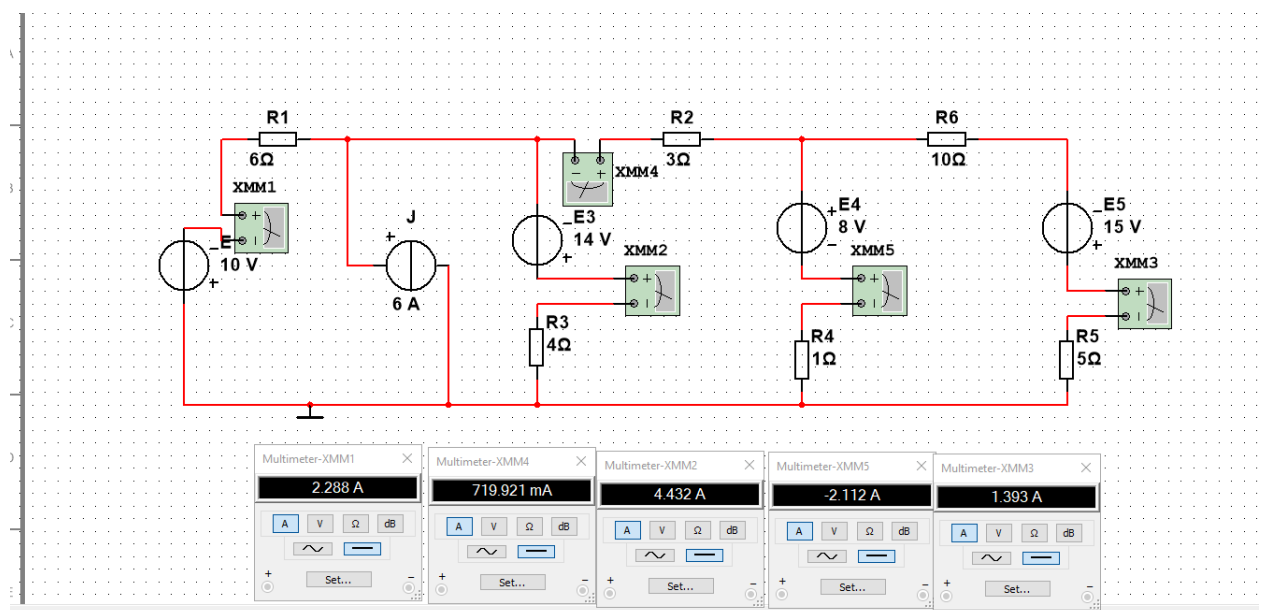 R1
6Ω
R2
3Ω
R6
10Ω
XMM4
− +
XMM1
+
J
+
6 A
−
E
10 V
+
−
E3
14 V
+
+
E4
8 V
−
−
E5
15 V
+
XMM2
+
XMM5
+
XMM3
+
R3
4Ω
R4
1Ω
R5
5Ω
Multimeter-XMM1
2.288 A
A V Ω dB
Set...
+ −
Multimeter-XMM4
719.921 mA
A V Ω dB
Set...
+ −
Multimeter-XMM2
4.432 A
A V Ω dB
Set...
+ −
Multimeter-XMM5
-2.112 A
A V Ω dB
Set...
+ −
Multimeter-XMM3
1.393 A
A V Ω dB
Set...
+ −